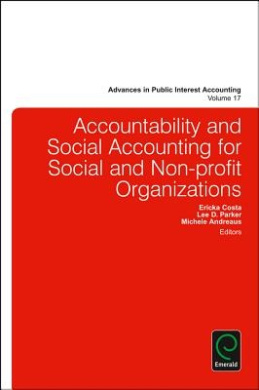 Advances in Public Interest Accounting
Volume 17
Accountability and
Social Accounting for
Social and Non-profit
Organizations
Ericka Costa
Lee D. Parker
Michele Andreaus
Editors
Emerald